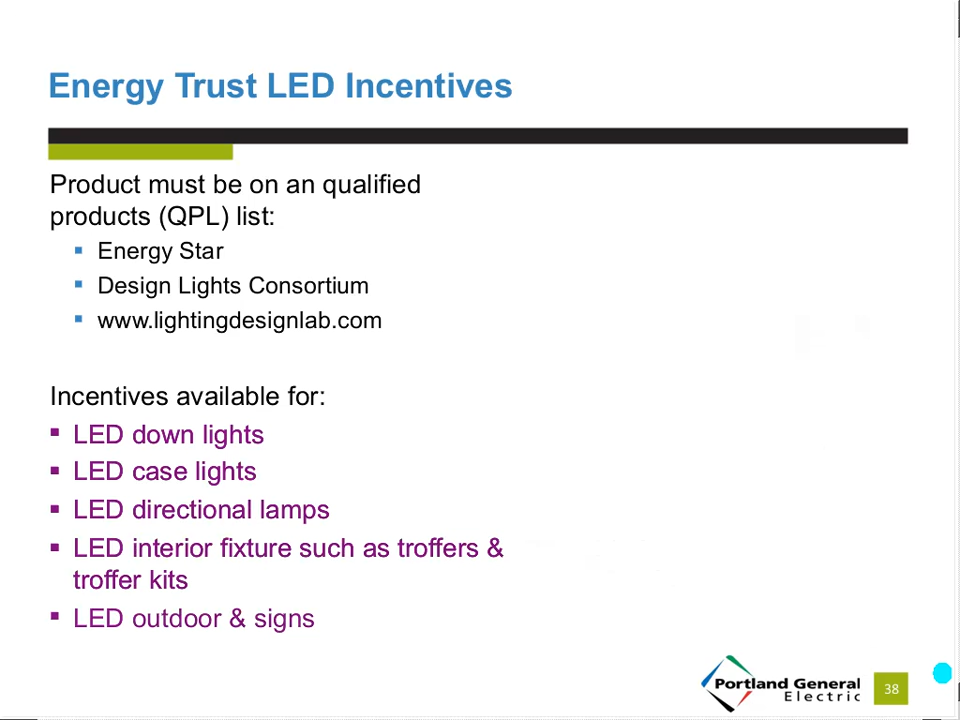 Energy Trust LED Incentives
Product must be on an qualified
products (QPL) list:
▪ Energy Star
▪ Design Lights Consortium
▪ www.lightingdesignlab.com
Incentives available for:
▪ LED down lights
▪ LED case lights
▪ LED directional lamps
▪ LED interior fixture such as troffers &
troffer kits
▪ LED outdoor & signs
Portland General
Electric
38